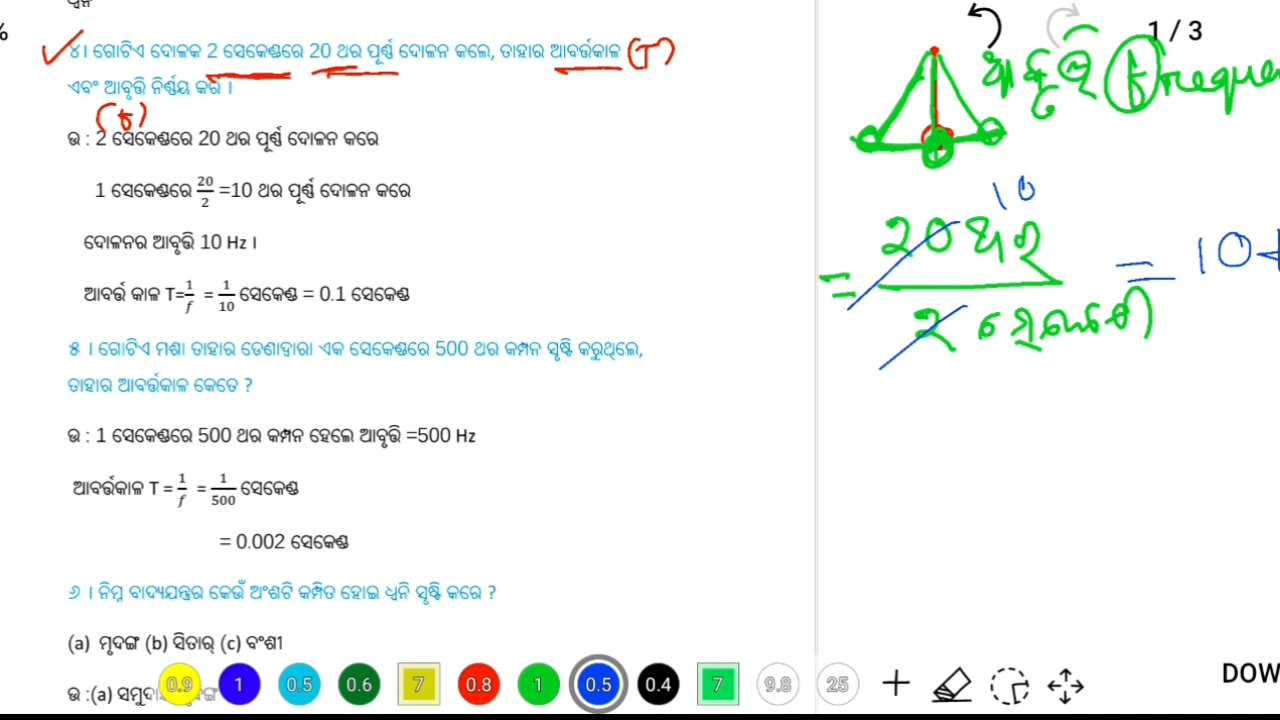 ଧ୍ୱନି
%
୪। ଗୋଟିଏ ଦୋଳକ 2 ସେକେଣ୍ଡରେ 20 ଥର ପୂର୍ଣ୍ଣ ଦୋଳନ କଲେ, ତାହାର ଆବର୍ତ୍ତକାଳ (T)
ଏବଂ ଆବୃତ୍ତି ନିର୍ଣ୍ଣୟ କର ।
(f)
ଉ : 2 ସେକେଣ୍ଡରେ 20 ଥର ପୂର୍ଣ୍ଣ ଦୋଳନ କରେ
1 ସେକେଣ୍ଡରେ 20/2 =10 ଥର ପୂର୍ଣ୍ଣ ଦୋଳନ କରେ
ଦୋଳନର ଆବୃତ୍ତି 10 Hz ।
ଆବର୍ତ୍ତ କାଳ T=1/f = 1/10 ସେକେଣ୍ଡ = 0.1 ସେକେଣ୍ଡ
୫ । ଗୋଟିଏ ମଶା ତାହାର ଡେଣାଦ୍ୱାରା ଏକ ସେକେଣ୍ଡରେ 500 ଥର କମ୍ପନ ସୃଷ୍ଟି କରୁଥିଲେ,
ତାହାର ଆବର୍ତ୍ତକାଳ କେତେ ?
ଉ : 1 ସେକେଣ୍ଡରେ 500 ଥର କମ୍ପନ ହେଲେ ଆବୃତ୍ତି =500 Hz
ଆବର୍ତ୍ତକାଳ T = 1/f = 1/500 ସେକେଣ୍ଡ
= 0.002 ସେକେଣ୍ଡ
୬ । ନିମ୍ନ ବାଦ୍ୟଯନ୍ତ୍ରର କେଉଁ ଅଂଶଟି କମ୍ପିତ ହୋଇ ଧ୍ୱନି ସୃଷ୍ଟି କରେ ?
(a) ମୃଦଙ୍ଗ (b) ସିତାର୍ (c) ବଂଶୀ
ଉ :(a)
1 / 3
ଆବୃତ୍ତି Freque
10
= 20 ଥର / 2 ସେକେଣ୍ଡ = 10
0.9 1 0.5 0.6 7 0.8 1 0.5 0.4 7 9.8 25
DOW